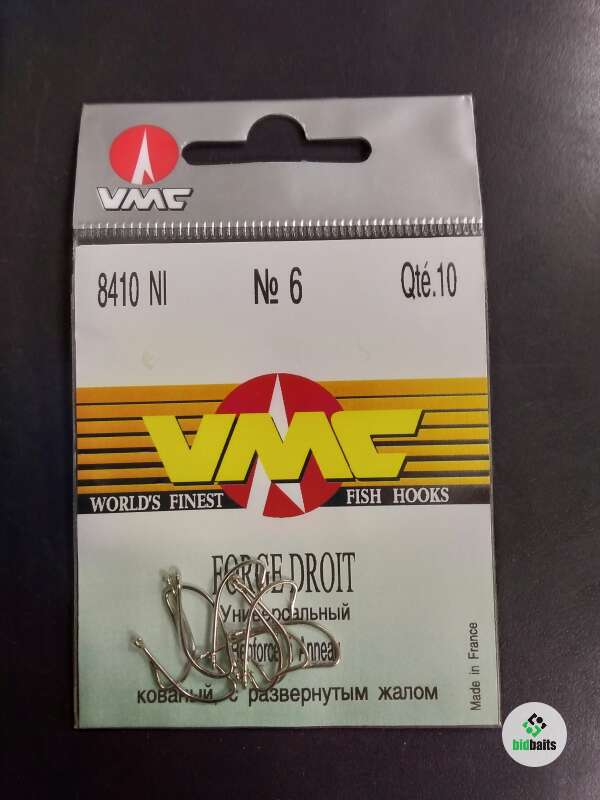 VMC
8410 NI № 6 Qté.10
VMC
WORLD'S FINEST FISH HOOKS
FORGE DROIT
Универсальный
Anneau
кованый, с развернутым жалом
Made in France
bidbaits